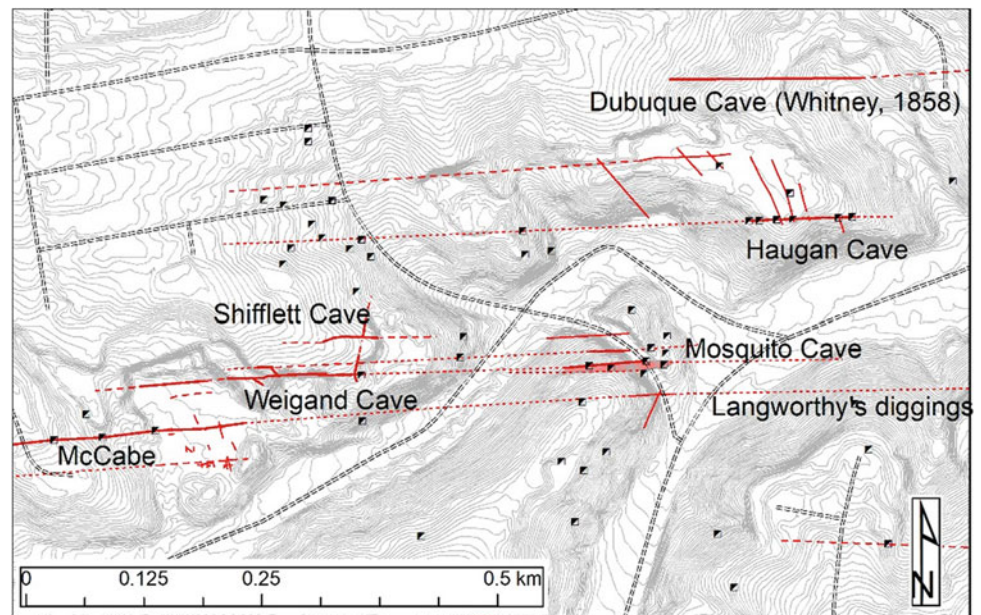 Dubuque Cave (Whitney, 1858)
Haugan Cave
Shifflett Cave
Mosquito Cave
Weigand Cave
Langworthy's diggings
McCabe
0 0.125 0.25 0.5 km
N